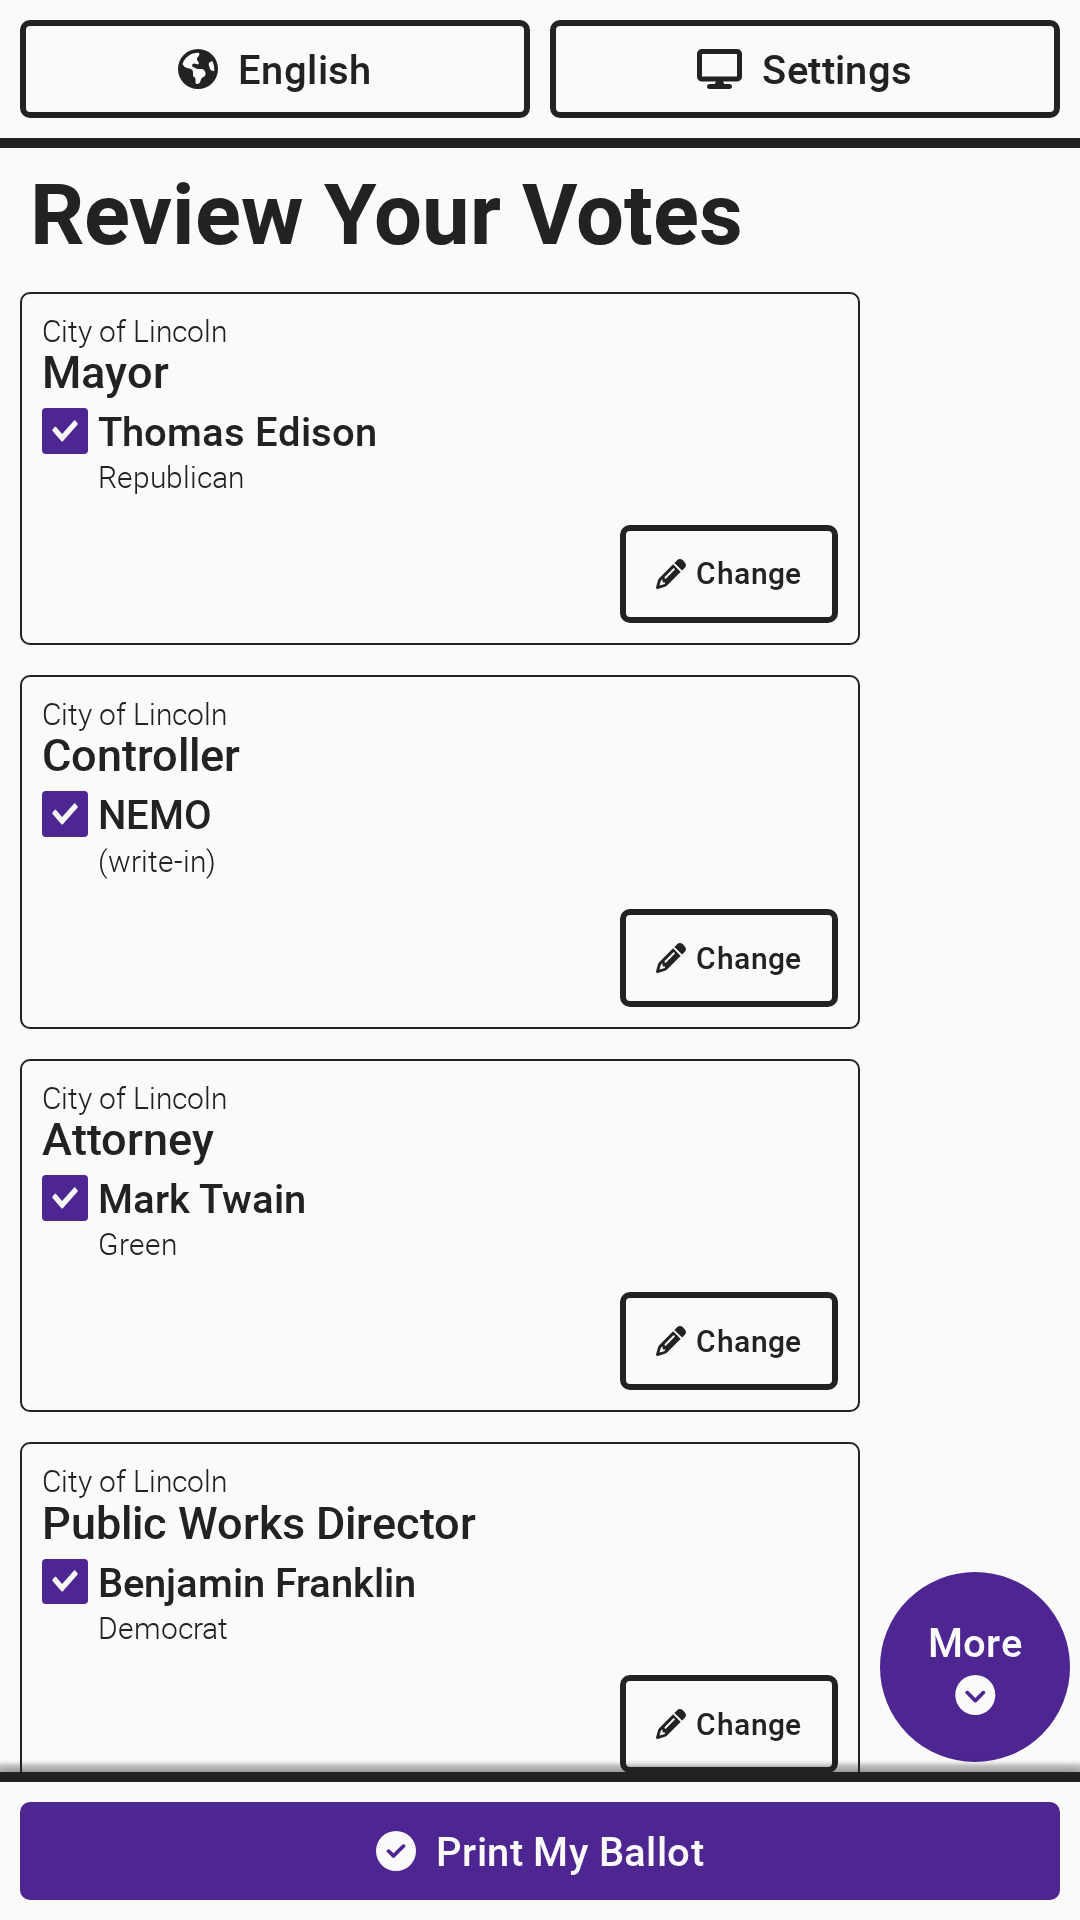 English
Settings
Review Your Votes
City of Lincoln
Mayor
Thomas Edison
Republican
Change
City of Lincoln
Controller
NEMO
(write-in)
Change
City of Lincoln
Attorney
Mark Twain
Green
Change
City of Lincoln
Public Works Director
Benjamin Franklin
Democrat
Change
More
Print My Ballot